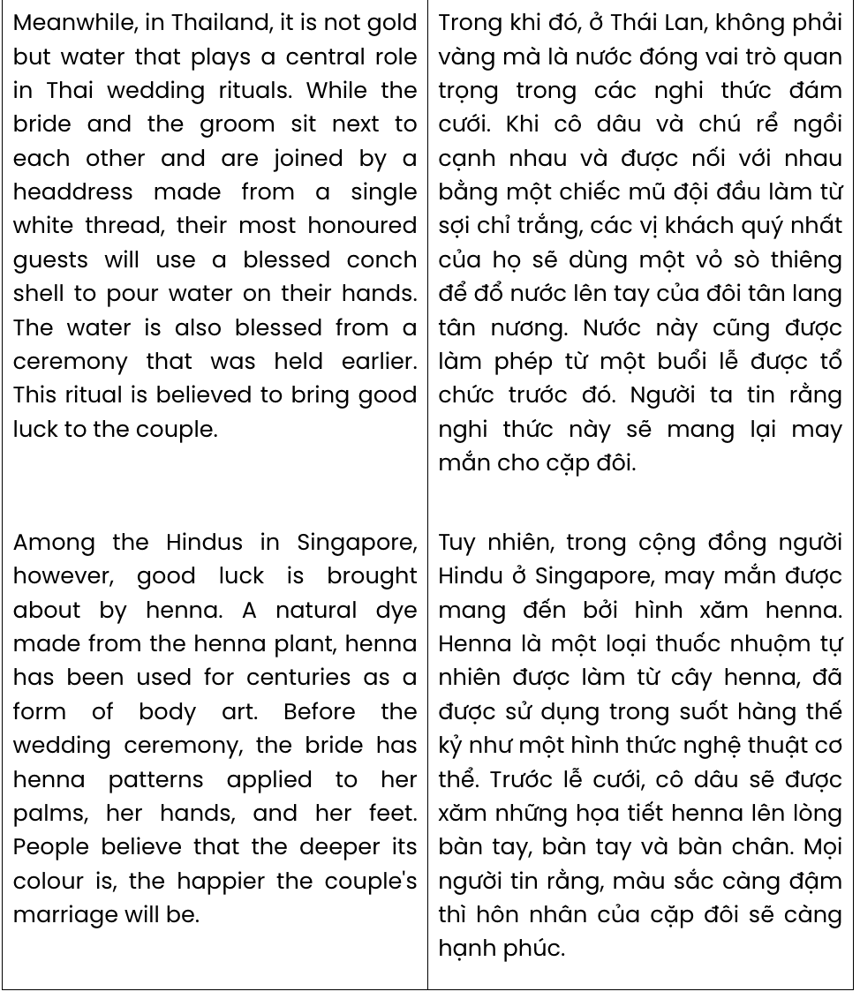 Meanwhile, in Thailand, it is not gold
but water that plays a central role
in Thai wedding rituals. While the
bride and the groom sit next to
each other and are joined by a
headdress made from a single
white thread, their most honoured
guests will use a blessed conch
shell to pour water on their hands.
The water is also blessed from a
ceremony that was held earlier.
This ritual is believed to bring good
luck to the couple.
Among the Hindus in Singapore,
however, good luck is brought
about by henna. A natural dye
made from the henna plant, henna
has been used for centuries as a
form of body art. Before the
wedding ceremony, the bride has
henna patterns applied to her
palms, her hands, and her feet.
People believe that the deeper its
colour is, the happier the couple's
marriage will be.
Trong khi đó, ở Thái Lan, không phải
vàng mà là nước đóng vai trò quan
trọng trong các nghi thức đám
cưới. Khi cô dâu và chú rể ngồi
cạnh nhau và được nối với nhau
bằng một chiếc mũ đội đầu làm từ
sợi chỉ trắng, các vị khách quý nhất
của họ sẽ dùng một vỏ sò thiêng
để đổ nước lên tay của đôi tân lang
tân nương. Nước này cũng được
làm phép từ một buổi lễ được tổ
chức trước đó. Người ta tin rằng
nghi thức này sẽ mang lại may
mắn cho cặp đôi.
Tuy nhiên, trong cộng đồng người
Hindu ở Singapore, may mắn được
mang đến bởi hình xăm henna.
Henna là một loại thuốc nhuộm tự
nhiên được làm từ cây henna, đã
được sử dụng trong suốt hàng thế
kỷ như một hình thức nghệ thuật cơ
thể. Trước lễ cưới, cô dâu sẽ được
xăm những họa tiết henna lên lòng
bàn tay, bàn tay và bàn chân. Mọi
người tin rằng, màu sắc càng đậm
thì hôn nhân của cặp đôi sẽ càng
hạnh phúc.